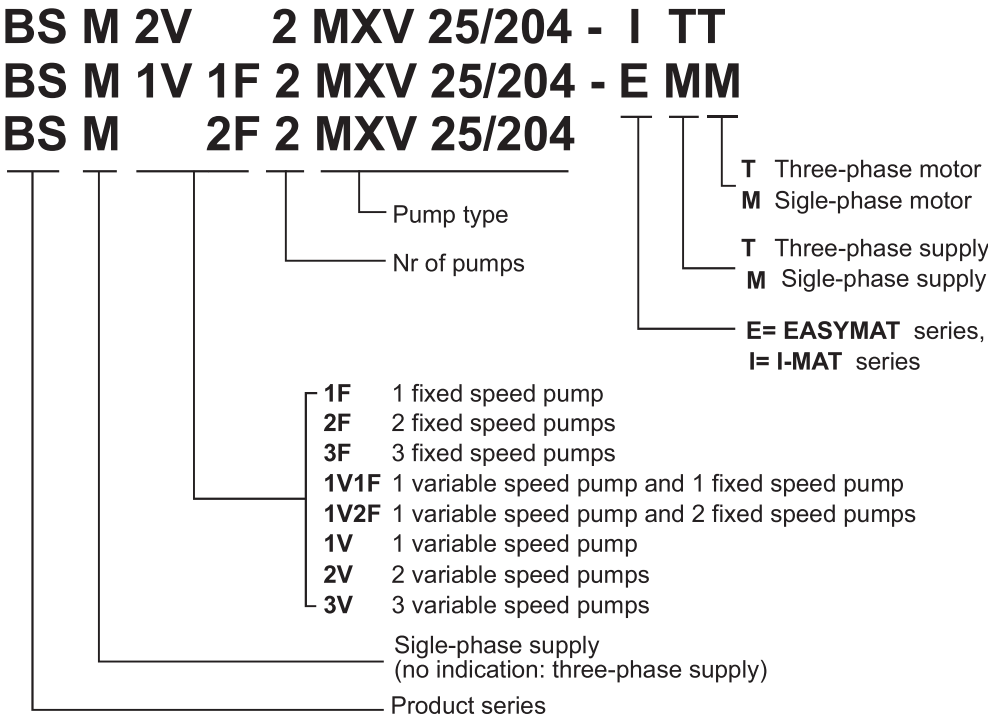 BS M 2V 2 MXV 25/204 - I TT
BS M 1V 1F 2 MXV 25/204 - E MM
BS M 2F 2 MXV 25/204
T Three-phase motor
M Sigle-phase motor
Pump type
T Three-phase supply
Nr of pumps
M Sigle-phase supply
E= EASYMAT series,
I= I-MAT series
1F 1 fixed speed pump
2F 2 fixed speed pumps
3F 3 fixed speed pumps
1V1F 1 variable speed pump and 1 fixed speed pump
1V2F 1 variable speed pump and 2 fixed speed pumps
1V 1 variable speed pump
2V 2 variable speed pumps
3V 3 variable speed pumps
Sigle-phase supply
(no indication: three-phase supply)
Product series